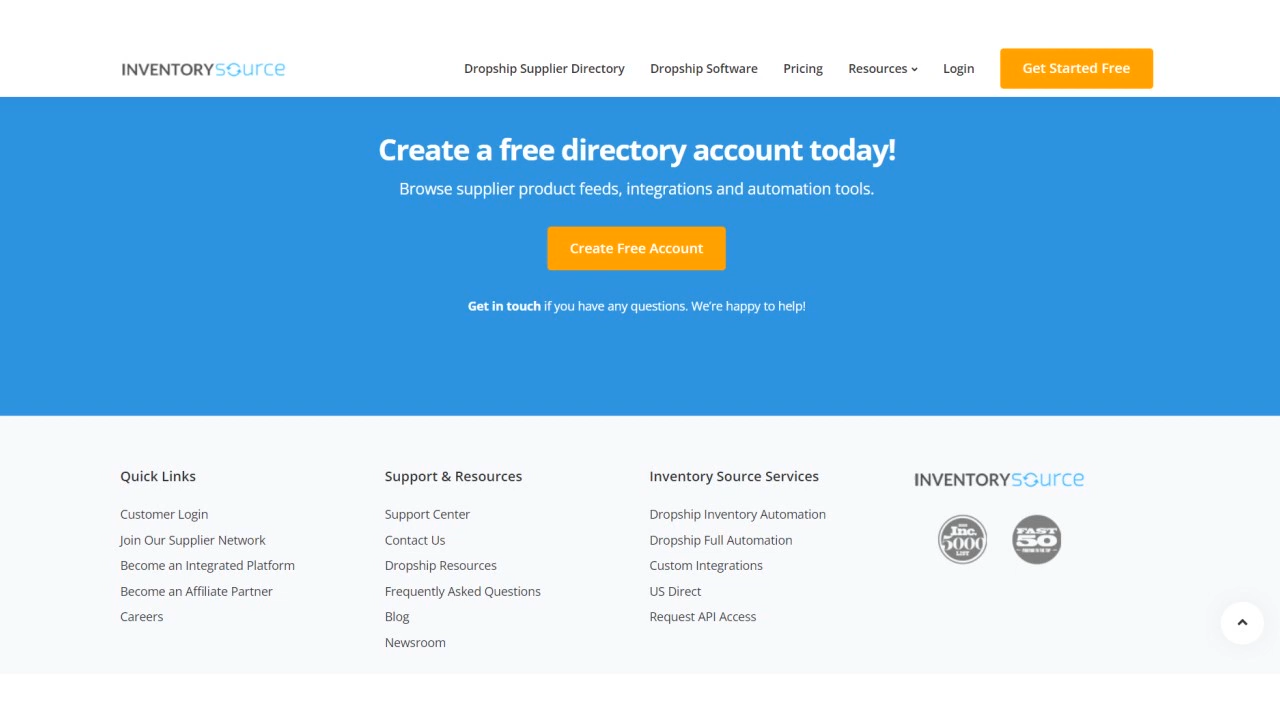 INVENTORYsource
Dropship Supplier Directory
Dropship Software
Pricing
Resources
Login
Get Started Free
Create a free directory account today!
Browse supplier product feeds, integrations and automation tools.
Create Free Account
Get in touch if you have any questions. We're happy to help!
Quick Links
Customer Login
Join Our Supplier Network
Become an Integrated Platform
Become an Affiliate Partner
Careers
Support & Resources
Support Center
Contact Us
Dropship Resources
Frequently Asked Questions
Blog
Newsroom
Inventory Source Services
Dropship Inventory Automation
Dropship Full Automation
Custom Integrations
US Direct
Request API Access
INVENTORYsource
Inc.
5000
LIST
FAST
50